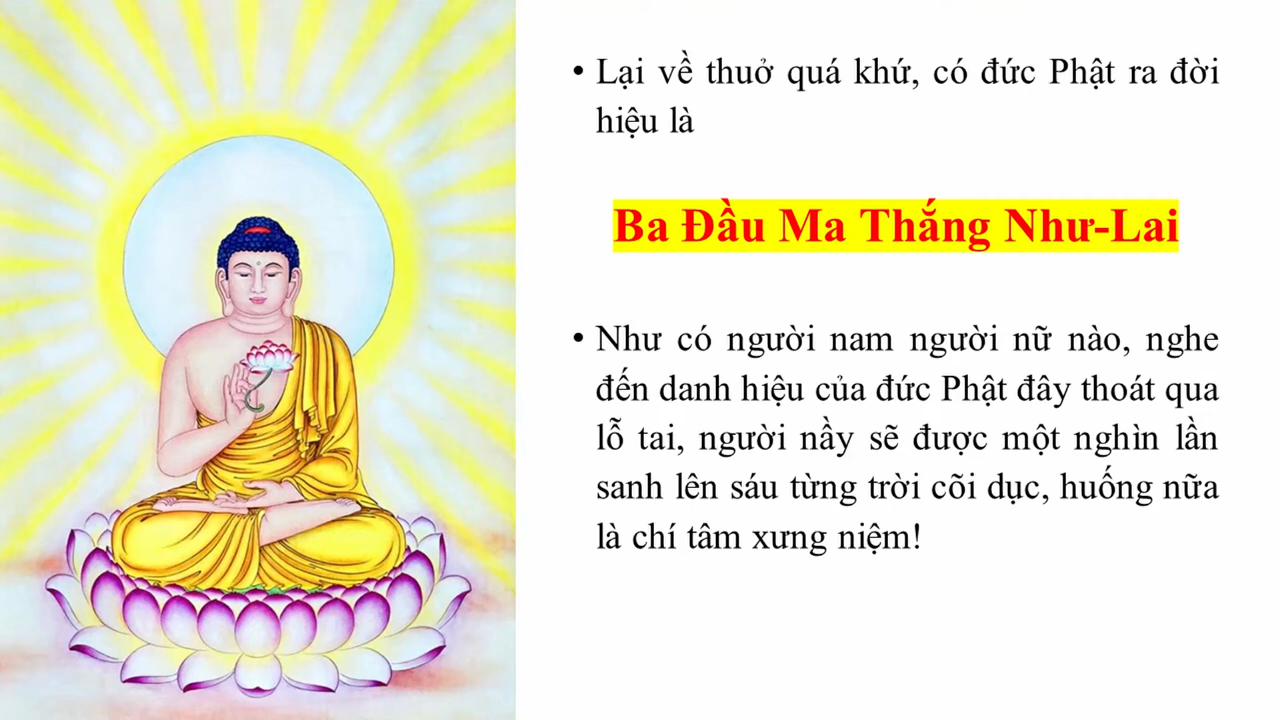 • Lại về thuở quá khứ, có đức Phật ra đời
hiệu là
Ba Đầu Ma Thắng Như-Lai
• Như có người nam người nữ nào, nghe
đến danh hiệu của đức Phật đây thoát qua
lỗ tai, người nầy sẽ được một nghìn lần
sanh lên sáu từng trời cõi dục, huống nữa
là chí tâm xưng niệm!